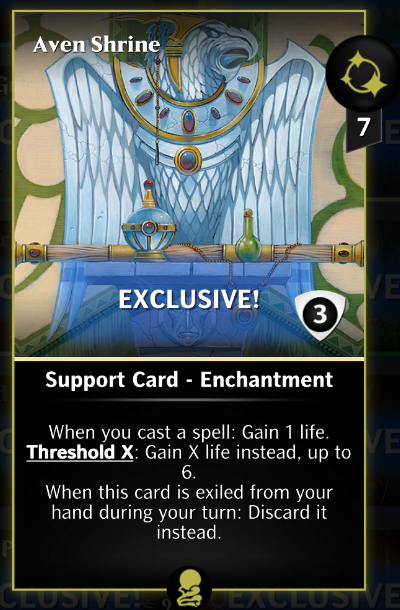 Aven Shrine
7
EXCLUSIVE!
3
Support Card - Enchantment
When you cast a spell: Gain 1 life.
Threshold X: Gain X life instead, up to
6.
When this card is exiled from your
hand during your turn: Discard it
instead.